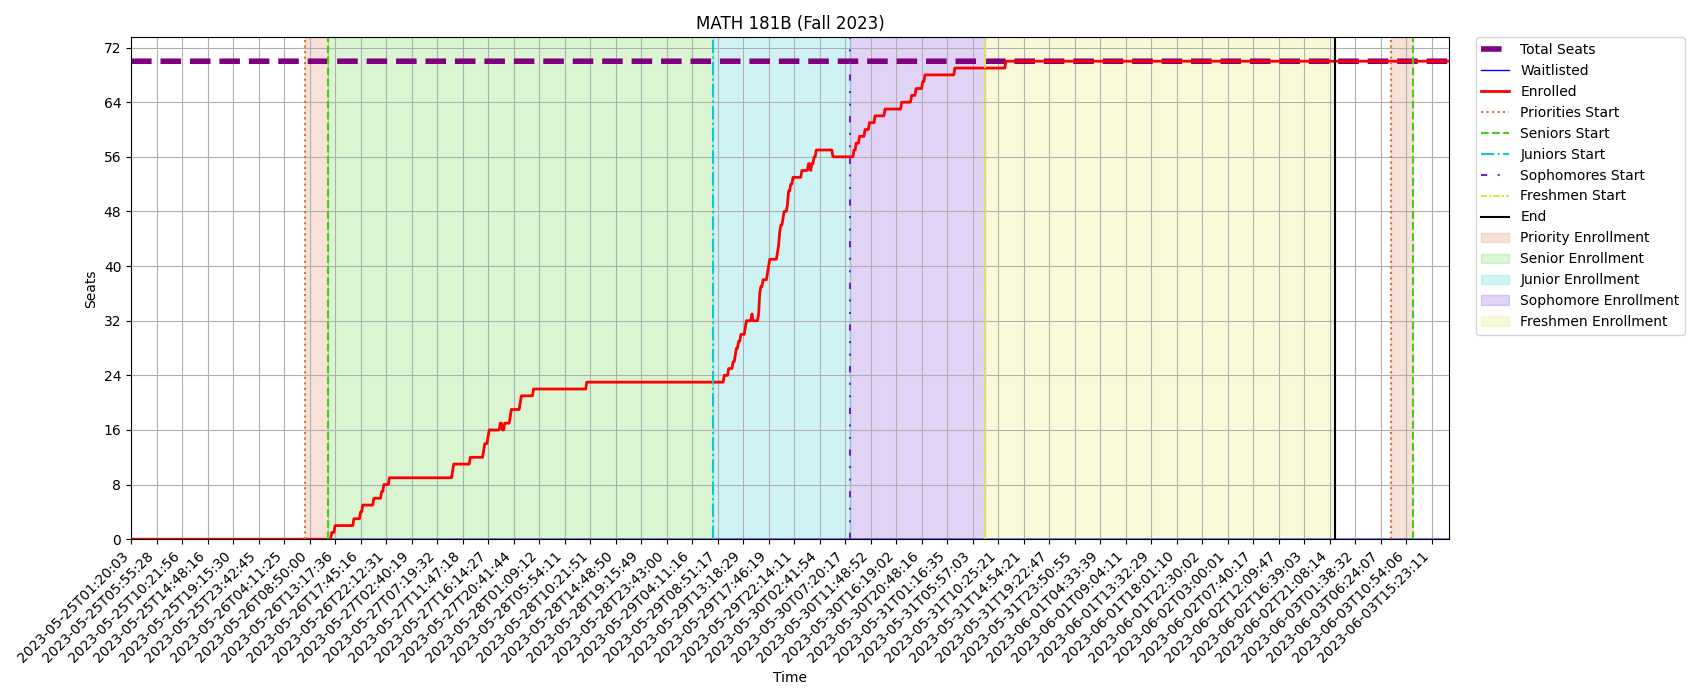 MATH 181B (Fall 2023)
Seats
72
64
56
48
40
32
24
16
8
0
2023-05-25T01:20:03
2023-05-25T05:55:28
2023-05-25T10:21:56
2023-05-25T14:48:16
2023-05-25T19:15:30
2023-05-25T23:42:45
2023-05-26T04:11:25
2023-05-26T08:50:00
2023-05-26T13:17:36
2023-05-26T17:45:16
2023-05-26T22:12:31
2023-05-27T02:40:19
2023-05-27T07:19:32
2023-05-27T11:47:18
2023-05-27T16:14:27
2023-05-27T20:41:44
2023-05-28T01:09:12
2023-05-28T05:54:11
2023-05-28T10:21:51
2023-05-28T14:48:50
2023-05-28T19:15:49
2023-05-28T23:43:00
2023-05-29T04:11:16
2023-05-29T08:51:17
2023-05-29T13:18:29
2023-05-29T17:46:19
2023-05-29T22:14:11
2023-05-30T02:41:54
2023-05-30T07:20:17
2023-05-30T11:48:52
2023-05-30T16:19:02
2023-05-30T20:48:16
2023-05-31T01:16:35
2023-05-31T05:57:03
2023-05-31T10:25:21
2023-05-31T14:54:21
2023-05-31T19:22:47
2023-05-31T23:50:55
2023-06-01T04:33:39
2023-06-01T09:04:11
2023-06-01T13:32:29
2023-06-01T18:01:10
2023-06-01T22:30:02
2023-06-02T03:00:01
2023-06-02T07:40:17
2023-06-02T12:09:47
2023-06-02T16:39:03
2023-06-02T21:08:14
2023-06-03T01:38:32
2023-06-03T06:24:07
2023-06-03T10:54:06
2023-06-03T15:23:11
Time
Total Seats
Waitlisted
Enrolled
Priorities Start
Seniors Start
Juniors Start
Sophomores Start
Freshmen Start
End
Priority Enrollment
Senior Enrollment
Junior Enrollment
Sophomore Enrollment
Freshmen Enrollment